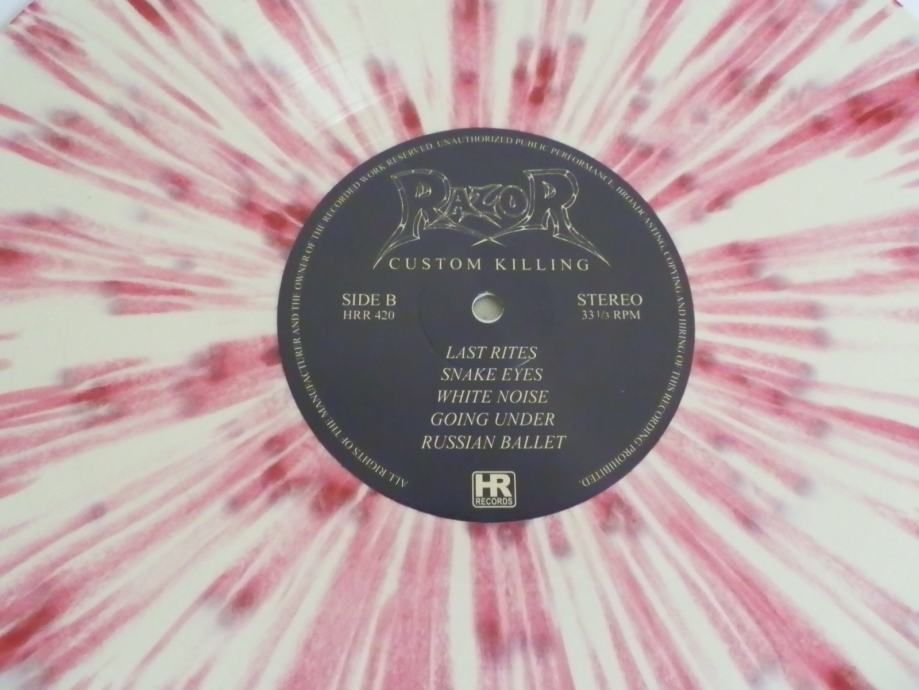 ALL RIGHTS OF THE MANUFACTURER AND THE OWNER OF THE RECORDED WORK RESERVED. UNAUTHORIZED PUBLIC PERFORMANCE, BROADCASTING, COPYING AND HIRING OF THIS RECORDING PROHIBITED.
RAZOR
CUSTOM KILLING
SIDE B
HRR 420
STEREO
33 1/3 RPM
LAST RITES
SNAKE EYES
WHITE NOISE
GOING UNDER
RUSSIAN BALLET
HR
RECORDS